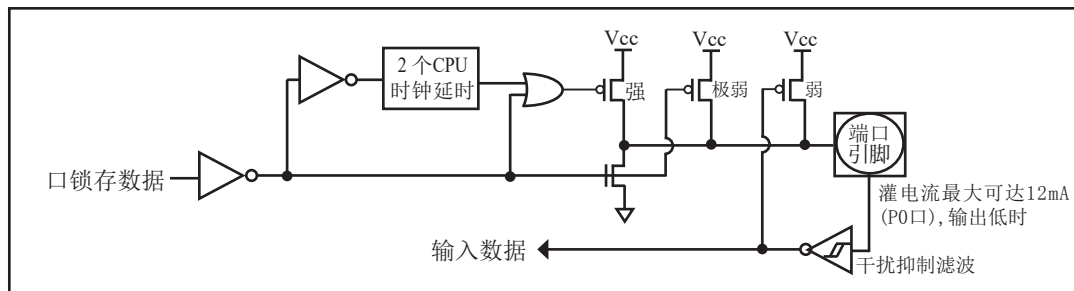 Vcc
Vcc
Vcc
2 个CPU
时钟延时
强
极弱
弱
端口
引脚
口锁存数据
灌电流最大可达12mA
(P0口),输出低时
输入数据
干扰抑制滤波